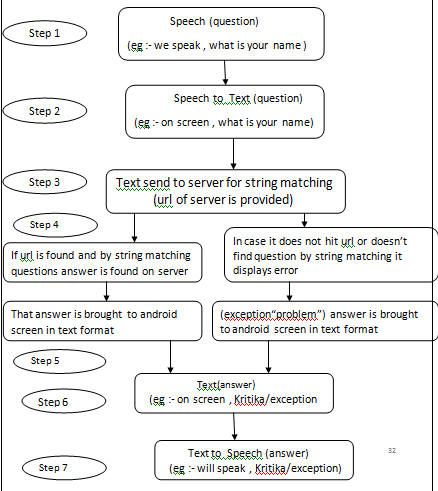 Step 1
Speech (question)
(eg :- we speak , what is your name )
Step 2
Speech to Text (question)
(eg :- on screen , what is your name)
Step 3
Text send to server for string matching
(url of server is provided)
Step 4
If url is found and by string matching
questions answer is found on server
In case it does not hit url or doesn't
find question by string matching it
displays error
That answer is brought to android
screen in text format
(exception"problem") answer is brought
to android screen in text format
Step 5
Step 6
Text(answer)
(eg :- on screen , Kritika/exception
Step 7
Text to Speech (answer)
(eg :- will speak , Kritika/exception)
32